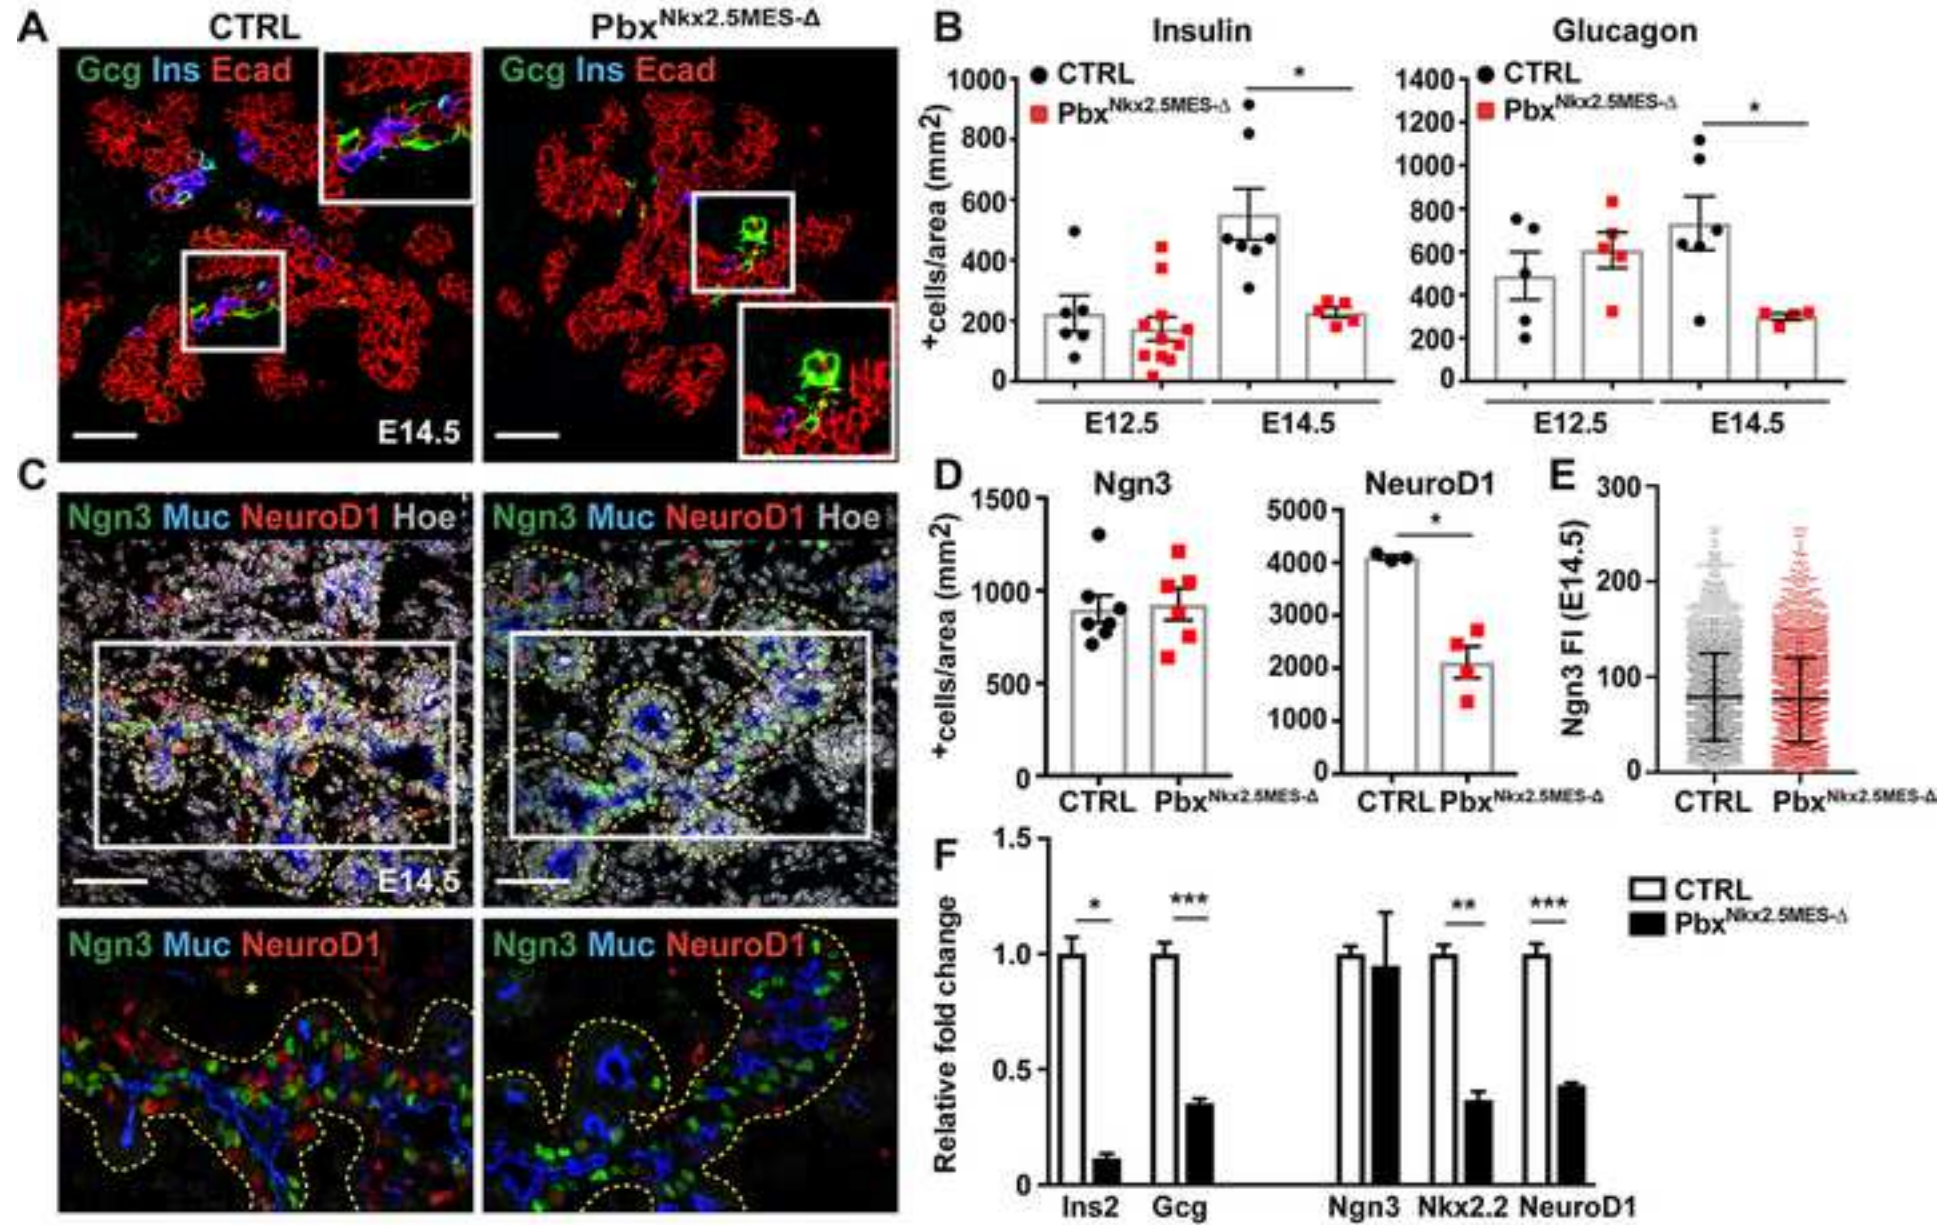 A
CTRL
Pbx^Nkx2.5MES-Δ
Gcg Ins Ecad
E14.5
Gcg Ins Ecad
B
Insulin
CTRL
Pbx^Nkx2.5MES-Δ
+cells/area (mm2)
1000
800
600
400
200
0
*
E12.5
E14.5
Glucagon
CTRL
Pbx^Nkx2.5MES-Δ
1400
1200
1000
800
600
400
200
0
*
E12.5
E14.5
C
Ngn3 Muc NeuroD1 Hoe
*
E14.5
Ngn3 Muc NeuroD1 Hoe
*
Ngn3 Muc NeuroD1
*
Ngn3 Muc NeuroD1
D
Ngn3
+cells/area (mm2)
1500
1000
500
0
CTRL
Pbx^Nkx2.5MES-Δ
NeuroD1
5000
4000
3000
2000
1000
0
*
CTRL
Pbx^Nkx2.5MES-Δ
E
Ngn3 FI (E14.5)
300
200
100
0
CTRL
Pbx^Nkx2.5MES-Δ
F
Relative fold change
1.5
1.0
0.5
0
*
***
**
***
Ins2
Gcg
Ngn3
Nkx2.2
NeuroD1
CTRL
Pbx^Nkx2.5MES-Δ